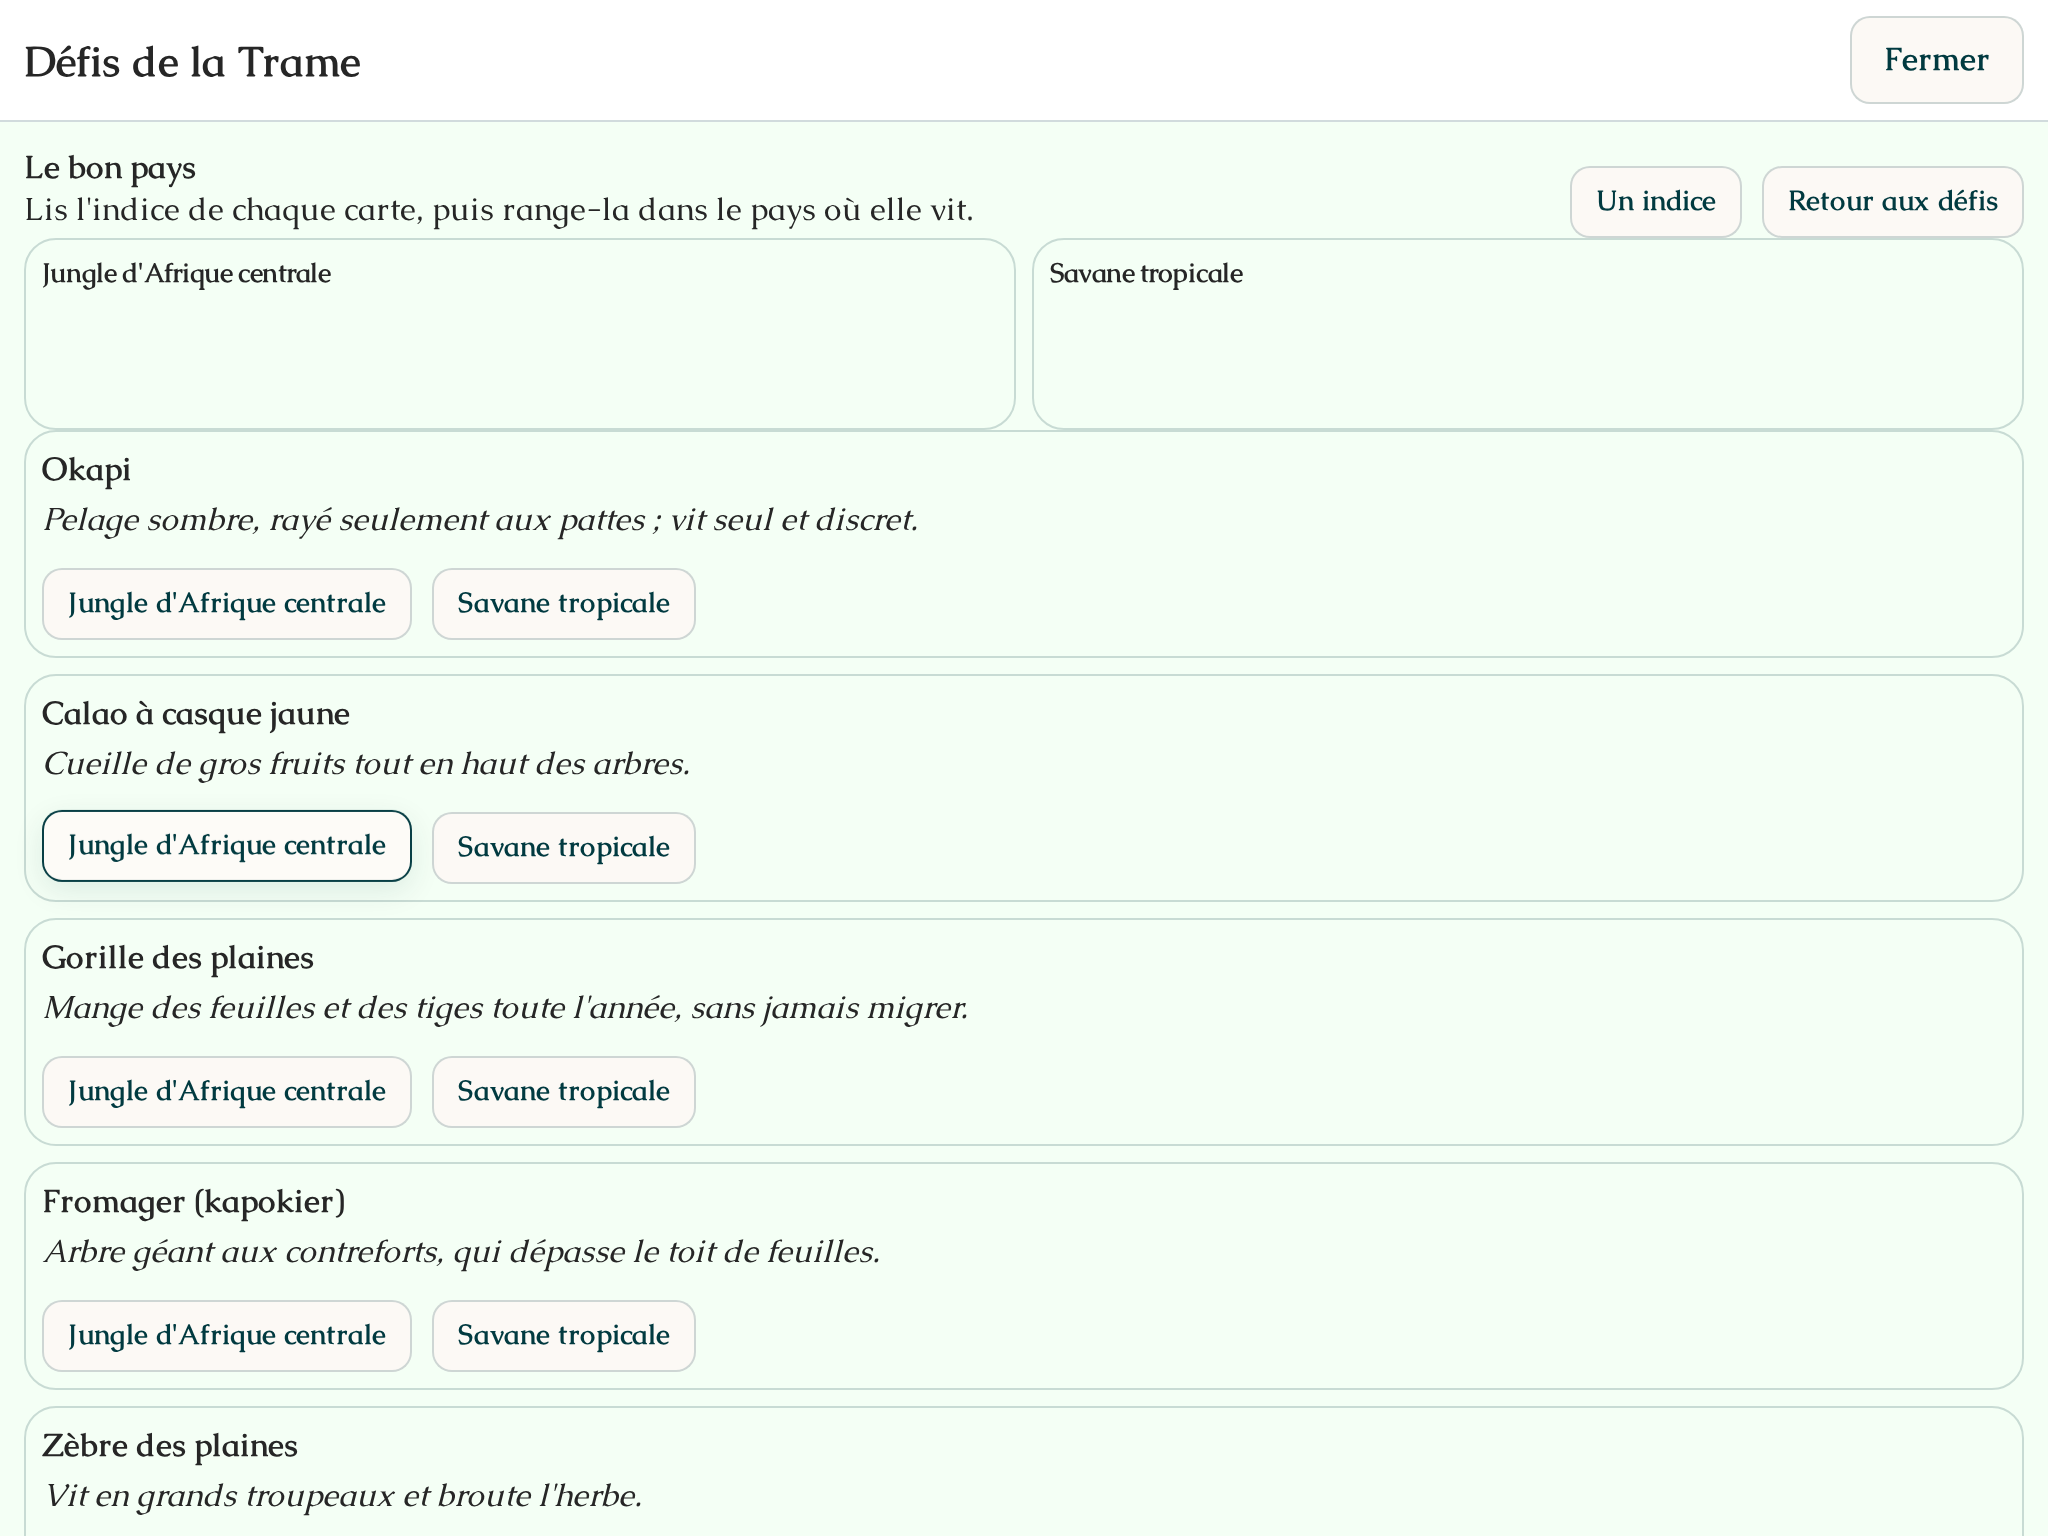 Défis de la Trame
Fermer
Le bon pays
Lis l'indice de chaque carte, puis range-la dans le pays où elle vit.
Un indice
Retour aux défis
Jungle d'Afrique centrale
Savane tropicale
Okapi
Pelage sombre, rayé seulement aux pattes ; vit seul et discret.
Jungle d'Afrique centrale
Savane tropicale
Calao à casque jaune
Cueille de gros fruits tout en haut des arbres.
Jungle d'Afrique centrale
Savane tropicale
Gorille des plaines
Mange des feuilles et des tiges toute l'année, sans jamais migrer.
Jungle d'Afrique centrale
Savane tropicale
Fromager (kapokier)
Arbre géant aux contreforts, qui dépasse le toit de feuilles.
Jungle d'Afrique centrale
Savane tropicale
Zèbre des plaines
Vit en grands troupeaux et broute l'herbe.